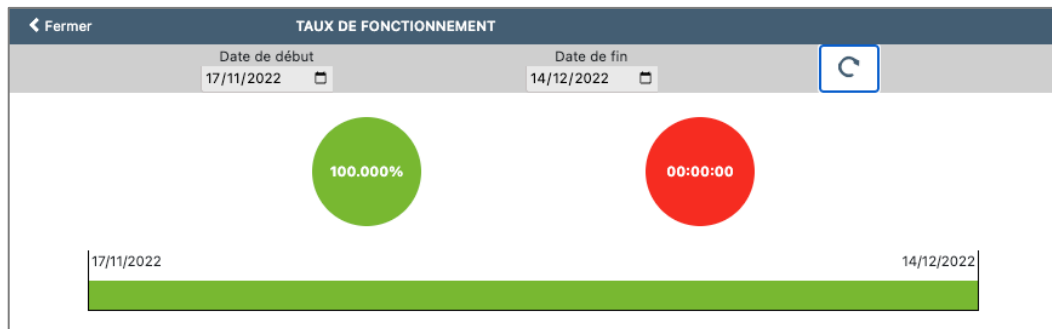 Fermer
TAUX DE FONCTIONNEMENT
Date de début
Date de fin
17/11/2022
14/12/2022
100.000%
00:00:00
17/11/2022
14/12/2022